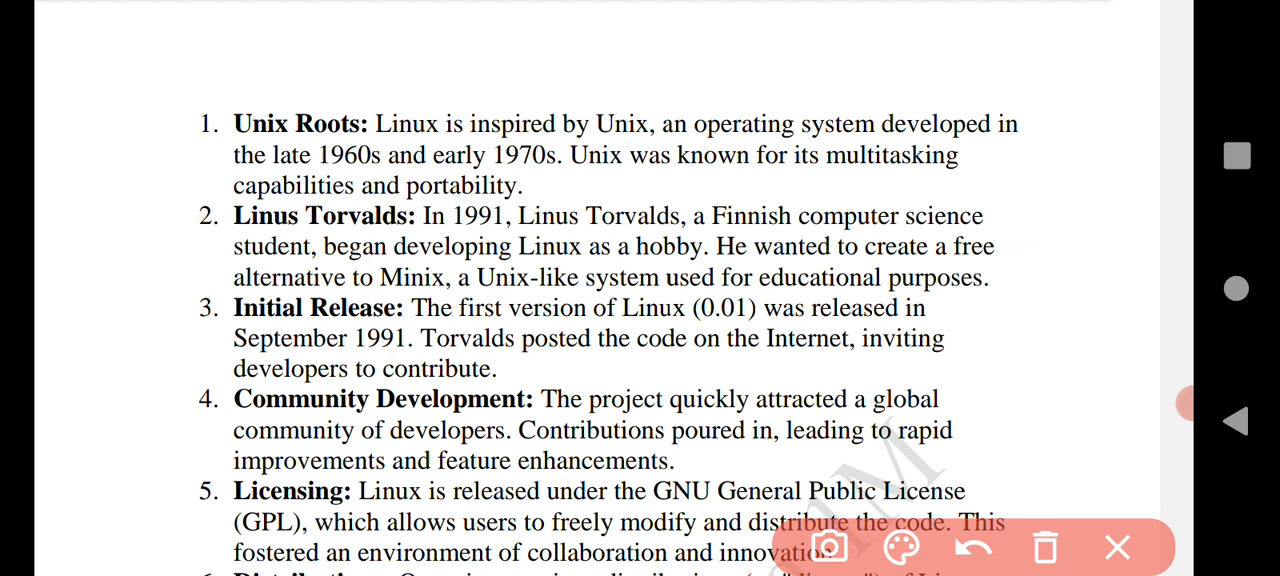 1. Unix Roots: Linux is inspired by Unix, an operating system developed in
the late 1960s and early 1970s. Unix was known for its multitasking
capabilities and portability.
2. Linus Torvalds: In 1991, Linus Torvalds, a Finnish computer science
student, began developing Linux as a hobby. He wanted to create a free
alternative to Minix, a Unix-like system used for educational purposes.
3. Initial Release: The first version of Linux (0.01) was released in
September 1991. Torvalds posted the code on the Internet, inviting
developers to contribute.
4. Community Development: The project quickly attracted a global
community of developers. Contributions poured in, leading to rapid
improvements and feature enhancements.
5. Licensing: Linux is released under the GNU General Public License
(GPL), which allows users to freely modify and distribute the code. This
fostered an environment of collaboration and innovation